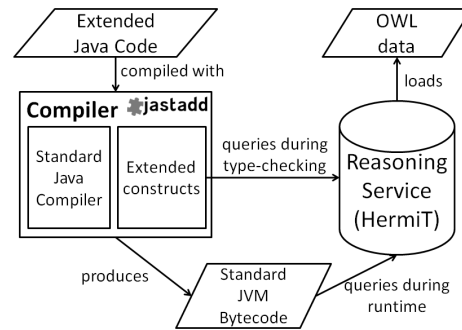 Extended
Java Code
OWL
data
compiled with
loads
Compiler jastadd
Standard
Java
Compiler
Extended
constructs
queries during
type-checking
Reasoning
Service
(HermiT)
produces
Standard
JVM
Bytecode
queries during
runtime